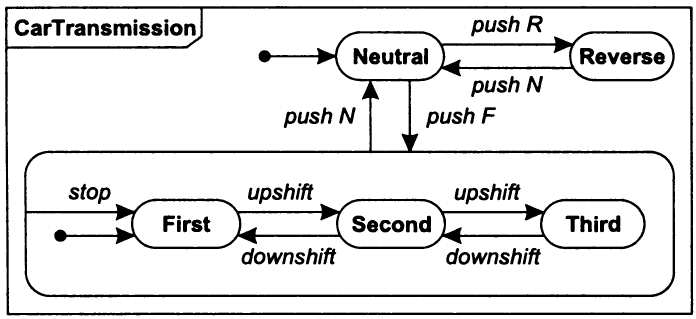 CarTransmission
push R
Neutral
Reverse
push N
push N
push F
stop
upshift
upshift
First
Second
Third
downshift
downshift